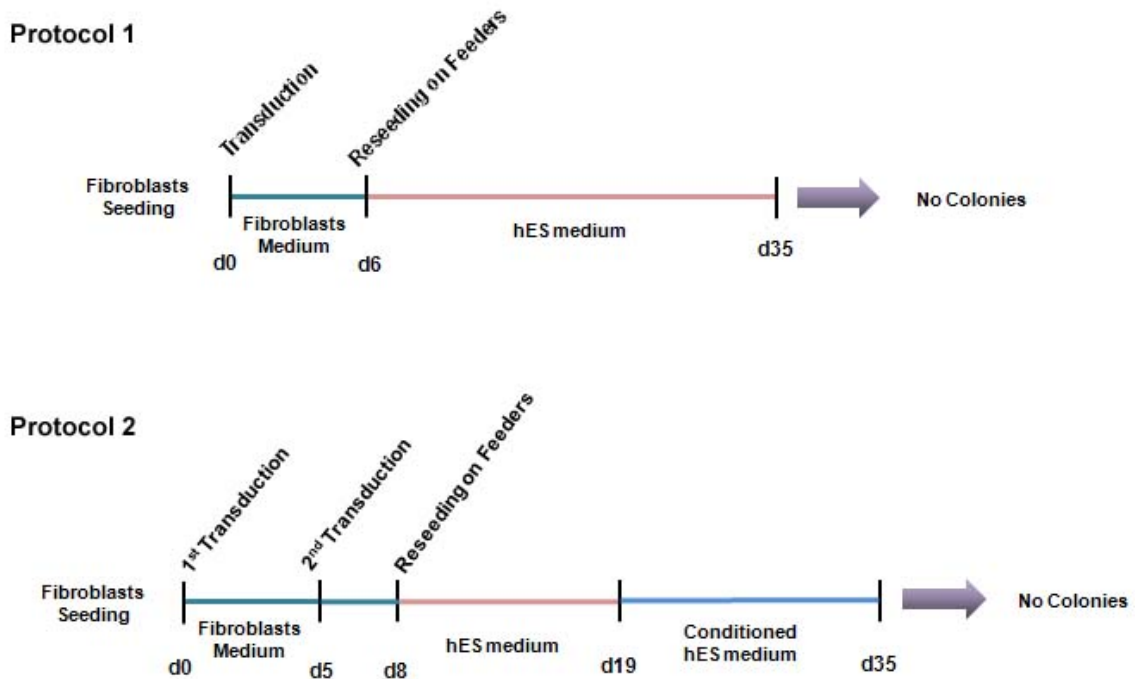 Protocol 1
Transduction
Reseeding on Feeders
Fibroblasts
Seeding
Fibroblasts
Medium
hES medium
No Colonies
d0
d6
d35
Protocol 2
1st Transduction
2nd Transduction
Reseeding on Feeders
Fibroblasts
Seeding
Fibroblasts
Medium
hES medium
Conditioned
hES medium
No Colonies
d0
d5
d8
d19
d35